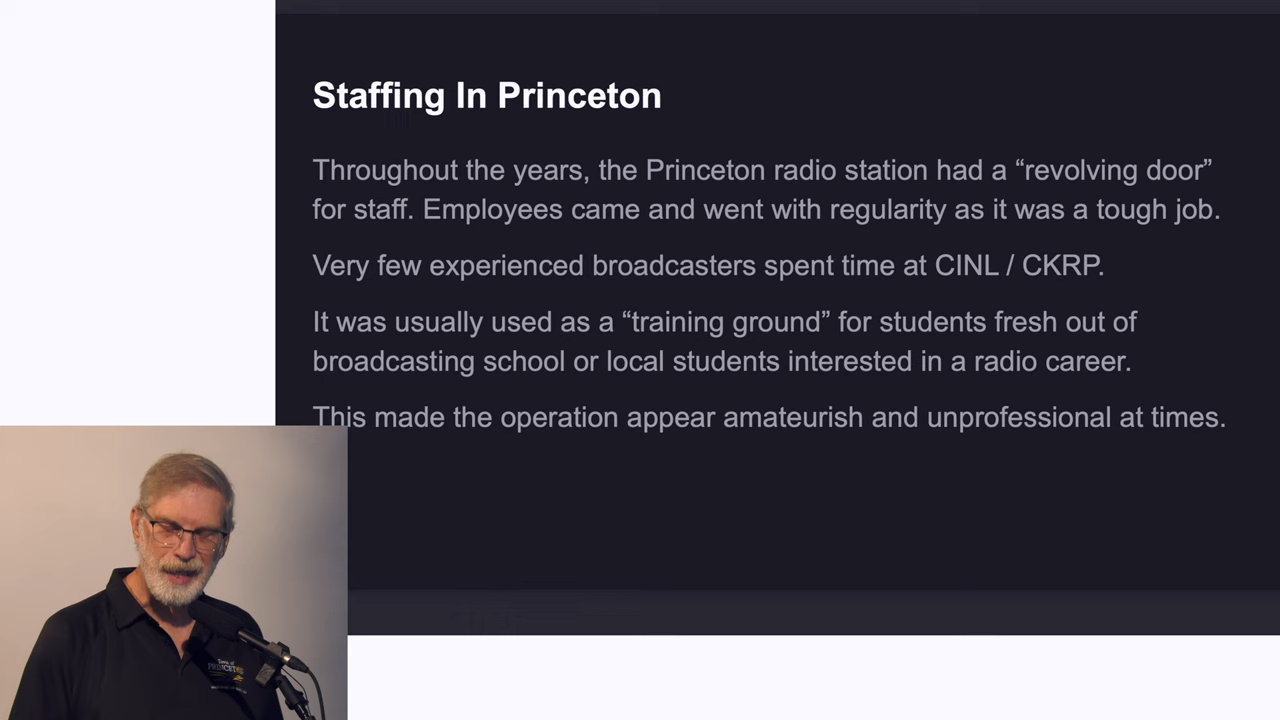 Staffing In Princeton
Throughout the years, the Princeton radio station had a “revolving door”
for staff. Employees came and went with regularity as it was a tough job.
Very few experienced broadcasters spent time at CINL / CKRP.
It was usually used as a “training ground” for students fresh out of
broadcasting school or local students interested in a radio career.
This made the operation appear amateurish and unprofessional at times.
Town of
PRINCETON